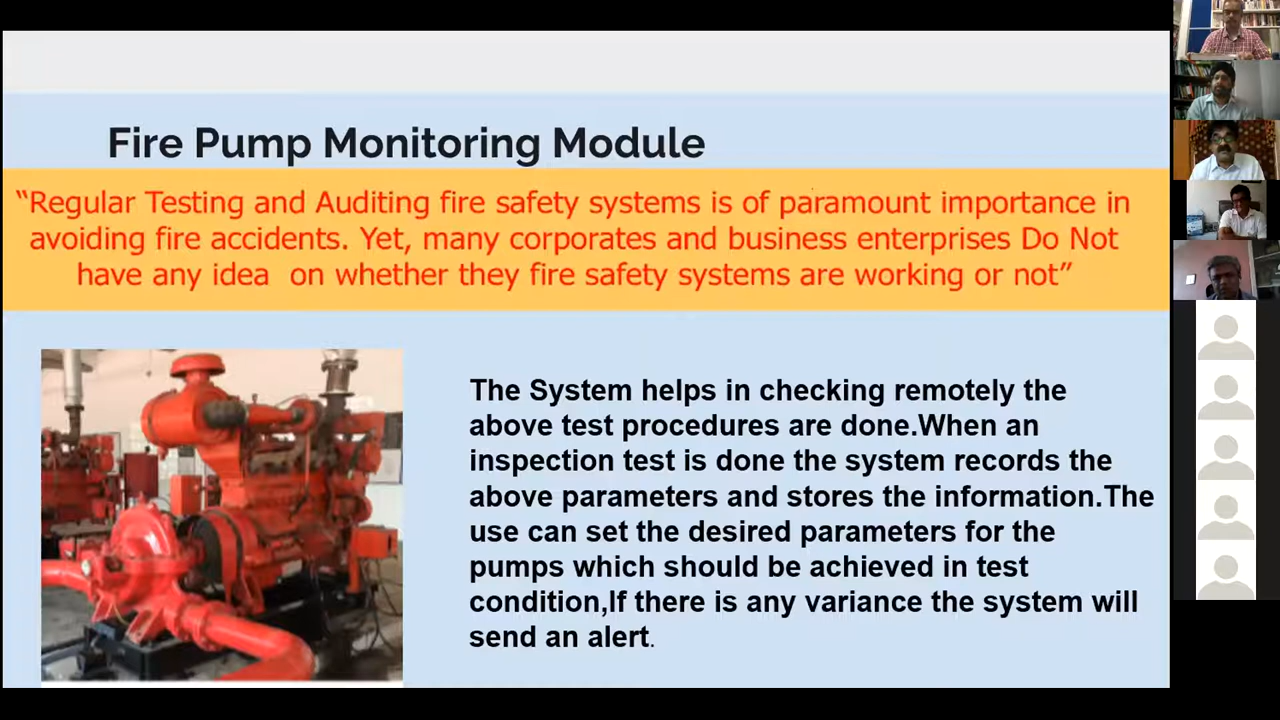 Fire Pump Monitoring Module
“Regular Testing and Auditing fire safety systems is of paramount importance in
avoiding fire accidents. Yet, many corporates and business enterprises Do Not
have any idea on whether they fire safety systems are working or not”
The System helps in checking remotely the
above test procedures are done.When an
inspection test is done the system records the
above parameters and stores the information.The
use can set the desired parameters for the
pumps which should be achieved in test
condition,If there is any variance the system will
send an alert.